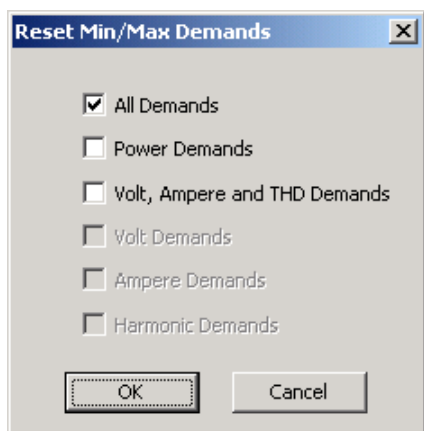 Reset Min/Max Demands
All Demands
Power Demands
Volt, Ampere and THD Demands
Volt Demands
Ampere Demands
Harmonic Demands
OK Cancel